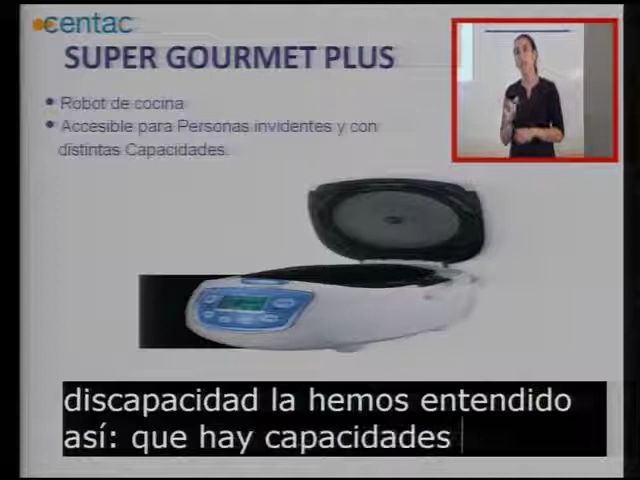 centac
SUPER GOURMET PLUS
Robot de cocina
Accesible para Personas invidentes y con
distintas Capacidades.
discapacidad la hemos entendido
así: que hay capacidades